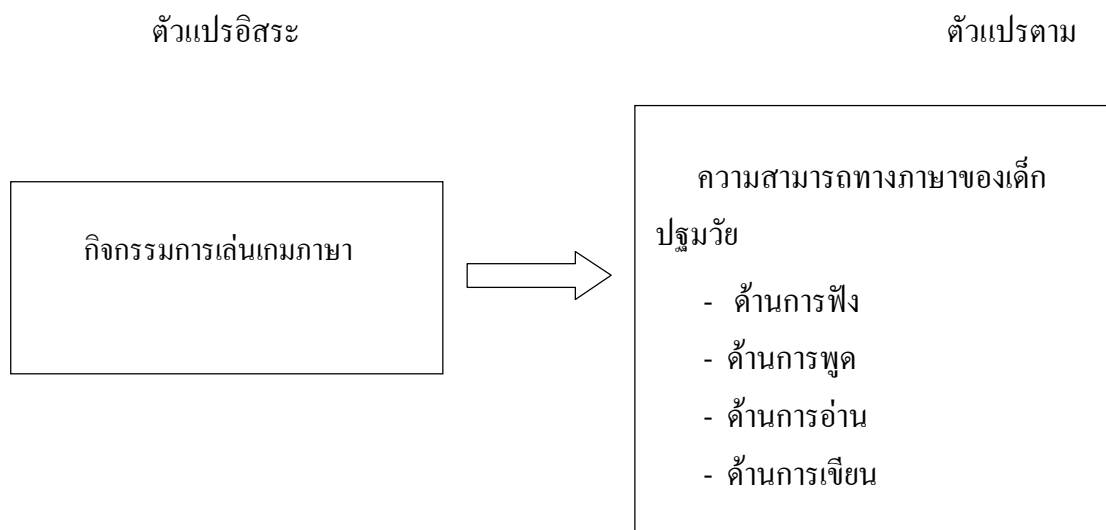 ตัวแปรอิสระ
ตัวแปรตาม
กิจกรรมการเล่นเกมภาษา
ความสามารถทางภาษาของเด็ก
ปฐมวัย
- ด้านการฟัง
- ด้านการพูด
- ด้านการอ่าน
- ด้านการเขียน